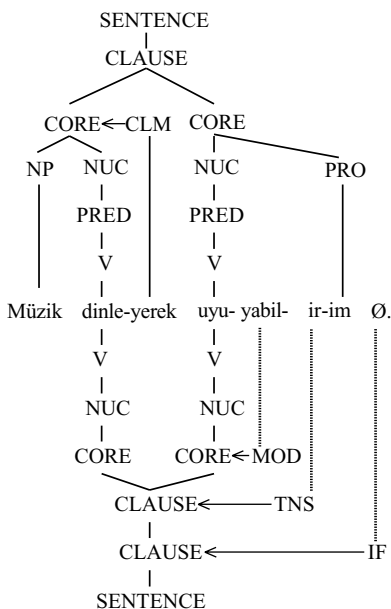 SENTENCE
CLAUSE
CORE CLM CORE
NP NUC NUC PRO
PRED PRED
V V
Müzik dinle-yerek uyu- yabil- ir-im Ø.
V V
NUC NUC
CORE CORE MOD
CLAUSE TNS
CLAUSE IF
SENTENCE